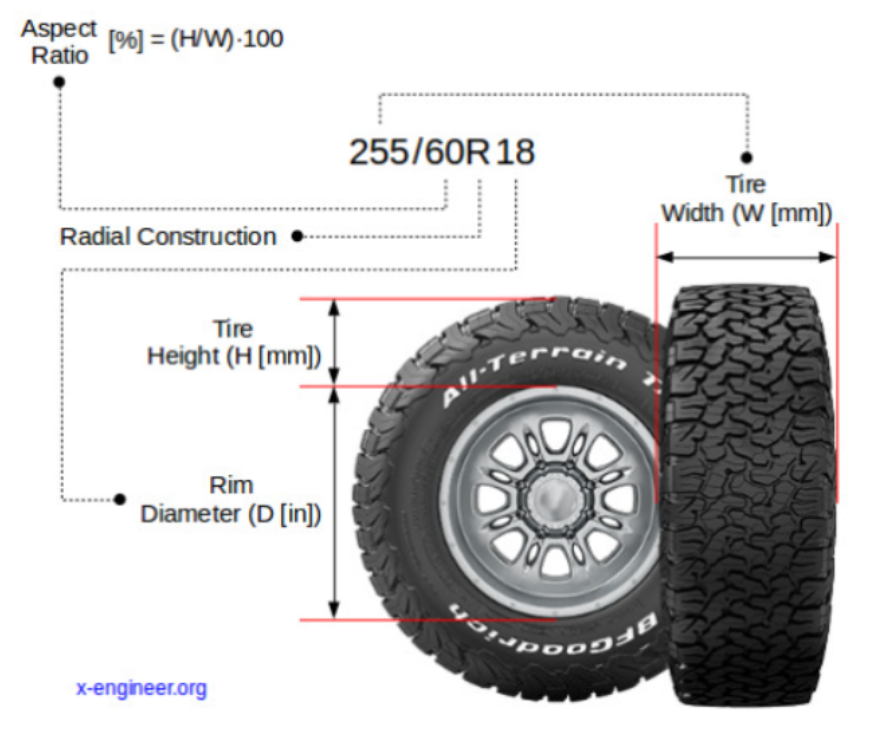 Aspect
Ratio
[%] = (H/W)·100
255/60R18
Tire
Width (W [mm])
Radial Construction
Tire
Height (H [mm])
All-Terrain T
Rim
Diameter (D [in])
BFGoodrich
x-engineer.org